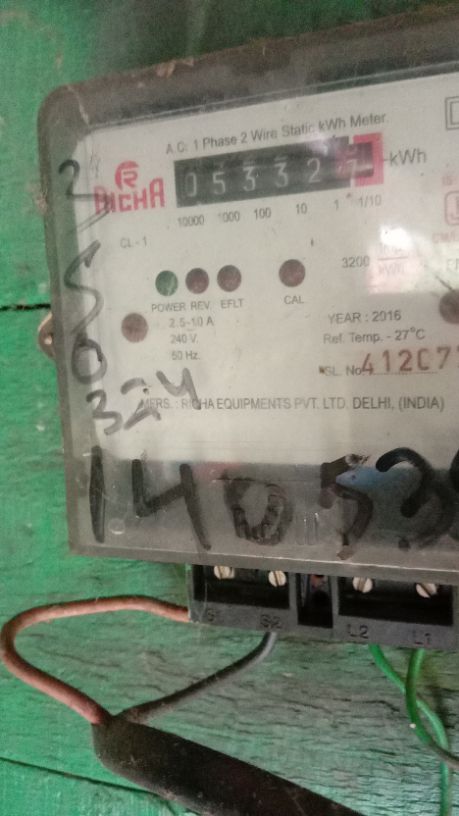 A.C. 1 Phase 2 Wire Static kWh Meter.
RICHA
053327 kWh
10000 1000 100 10 1 1/10
CL - 1
3200
POWER REV. EFLT CAL
2.5-10 A
240 V.
50 Hz.
YEAR : 2016
Ref. Temp. - 27°C
SL. No
MFRS. : RICHA EQUIPMENTS PVT. LTD. DELHI, (INDIA)
324
S2 L2 L1